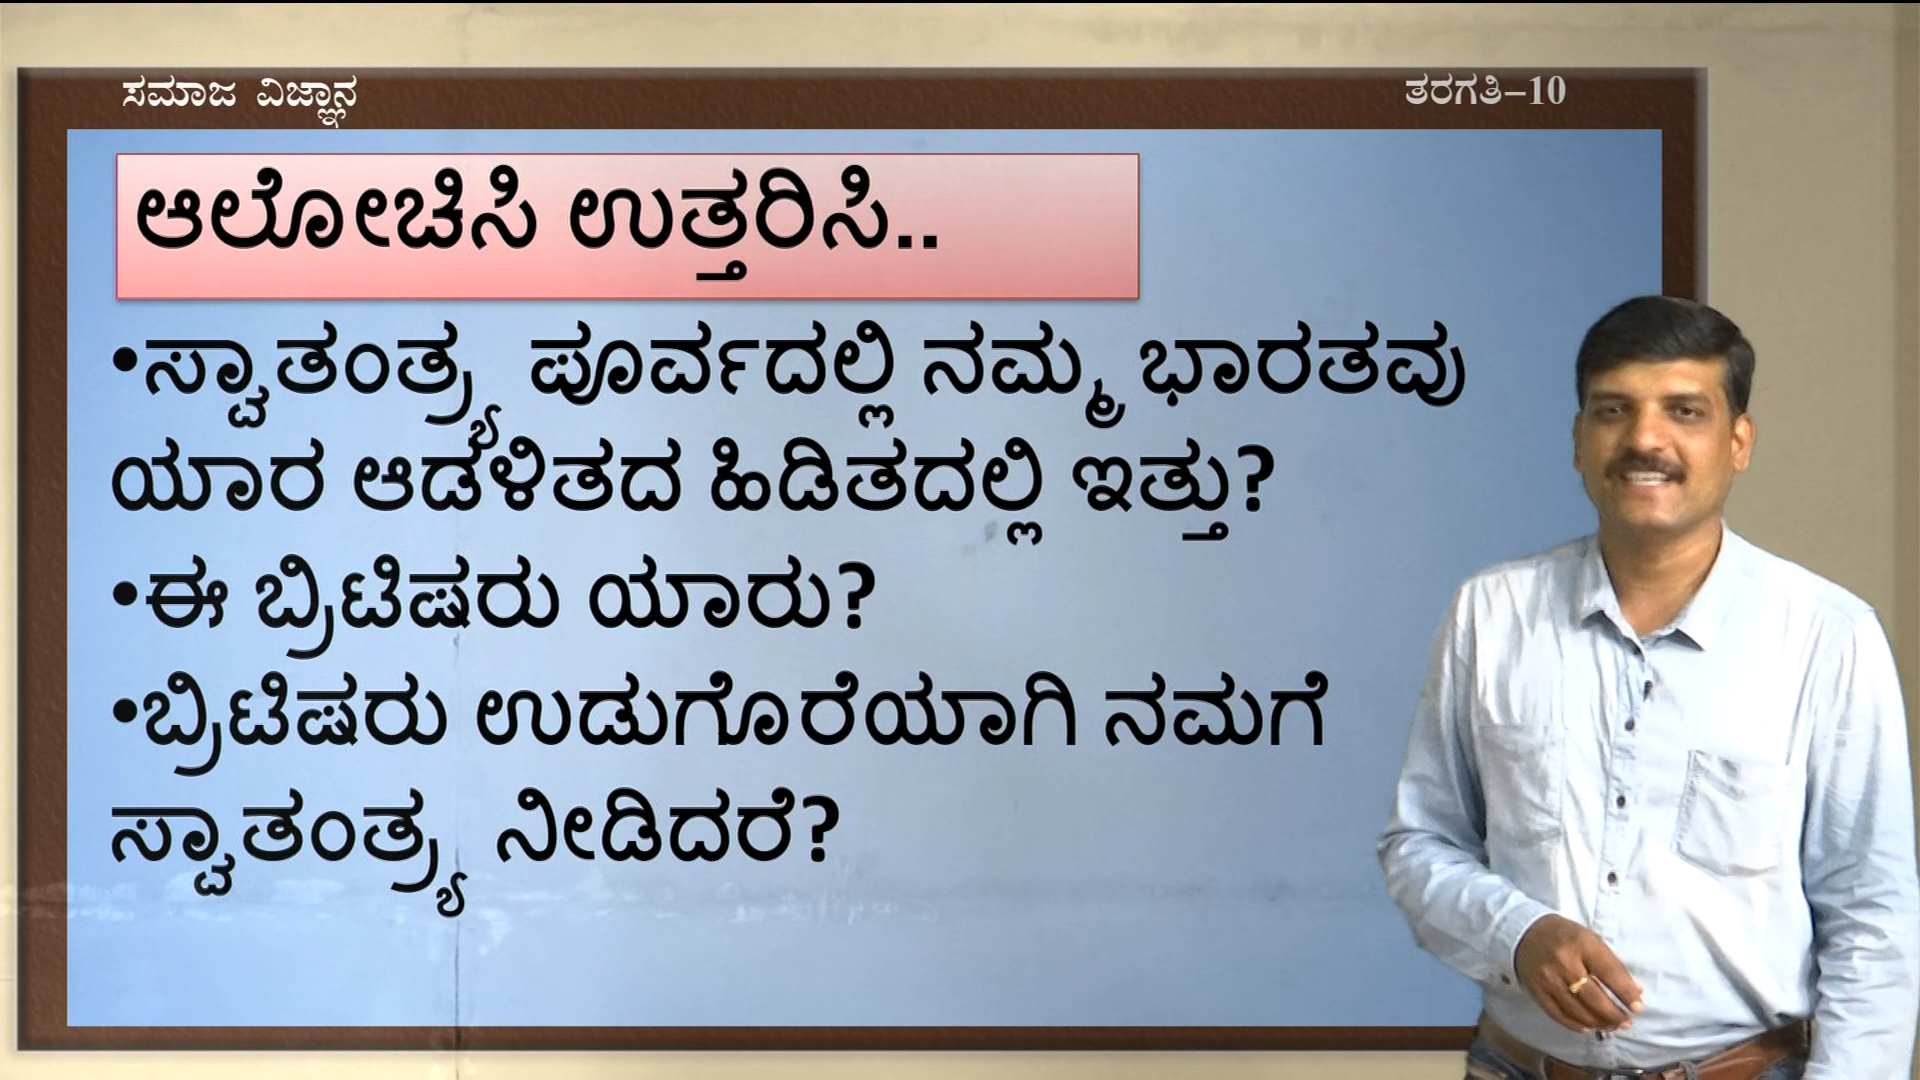 ಸಮಾಜ ವಿಜ್ಞಾನ
ತರಗತಿ–10
ಆಲೋಚಿಸಿ ಉತ್ತರಿಸಿ..
•ಸ್ವಾತಂತ್ರ್ಯ ಪೂರ್ವದಲ್ಲಿ ನಮ್ಮ ಭಾರತವು
ಯಾರ ಆಡಳಿತದ ಹಿಡಿತದಲ್ಲಿ ಇತ್ತು?
•ಈ ಬ್ರಿಟಿಷರು ಯಾರು?
•ಬ್ರಿಟಿಷರು ಉಡುಗೊರೆಯಾಗಿ ನಮಗೆ
ಸ್ವಾತಂತ್ರ್ಯ ನೀಡಿದರೆ?